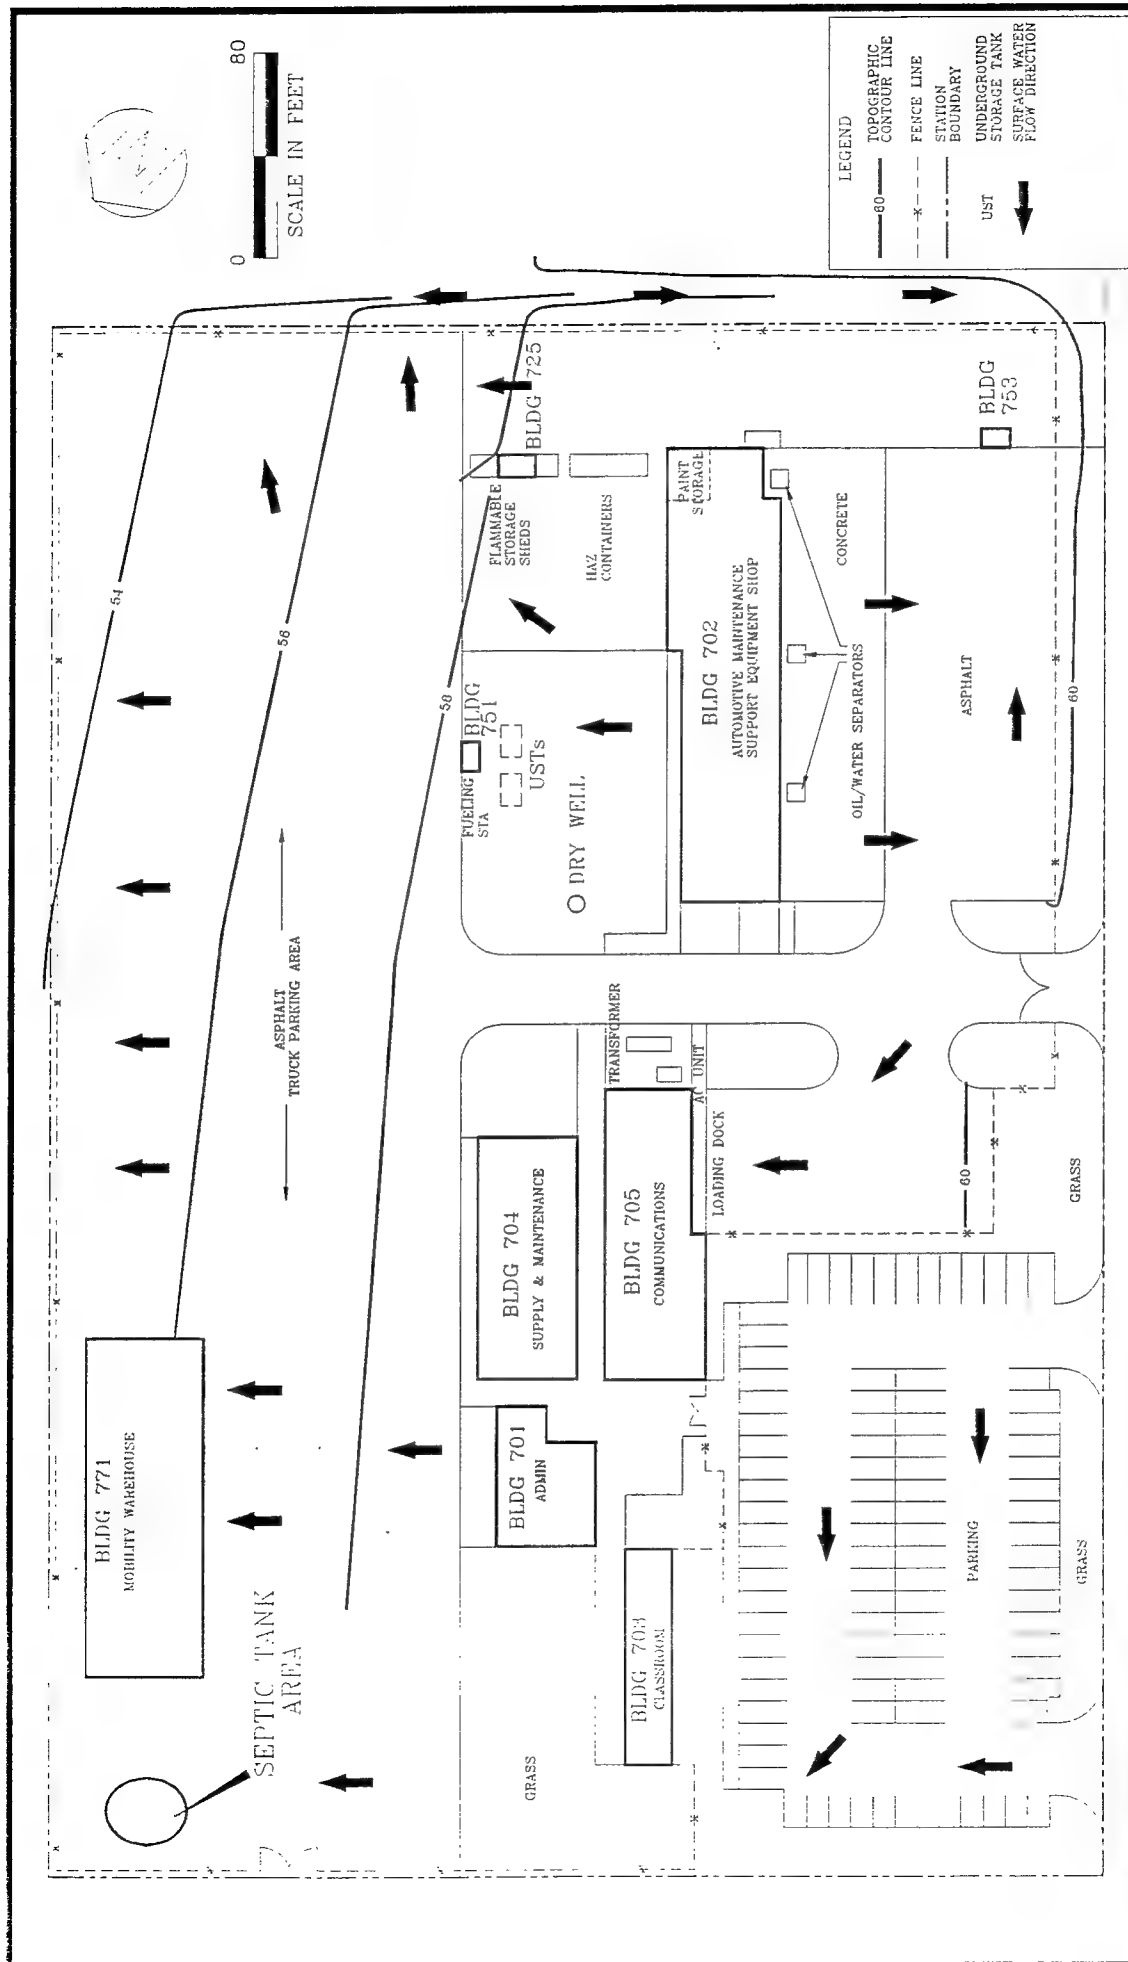 0
80
SCALE IN FEET
LEGEND
60
TOPOGRAPHIC
CONTOUR LINE
FENCE LINE
STATION
BOUNDARY
UST
UNDERGROUND
STORAGE TANK
SURFACE WATER
FLOW DIRECTION
54
56
58
58
60
60
BLDG 771
MOBILITY WAREHOUSE
SEPTIC TANK
AREA
ASPHALT
TRUCK PARKING AREA
FUELING
STA
BLDG
751
USTs
DRY WELL
FLAMMABLE
STORAGE
SHEDS
BLDG 725
HAZ
CONTAINERS
PAINT
STORAGE
BLDG 702
AUTOMOTIVE MAINTENANCE
SUPPORT EQUIPMENT SHOP
OIL/WATER SEPARATORS
CONCRETE
ASPHALT
BLDG
753
TRANSFORMER
AC UNIT
LOADING DOCK
BLDG 704
SUPPLY & MAINTENANCE
BLDG 705
COMMUNICATIONS
BLDG 701
ADMIN
BLDG 703
CLASSROOM
GRASS
GRASS
PARKING
GRASS